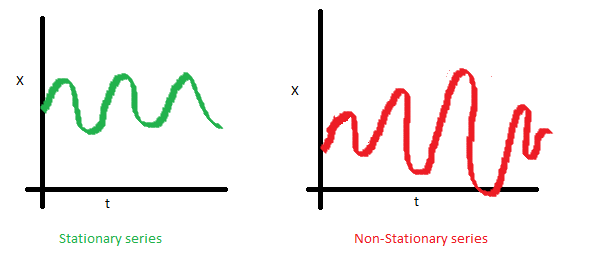 X
t
Stationary series
X
t
Non-Stationary series